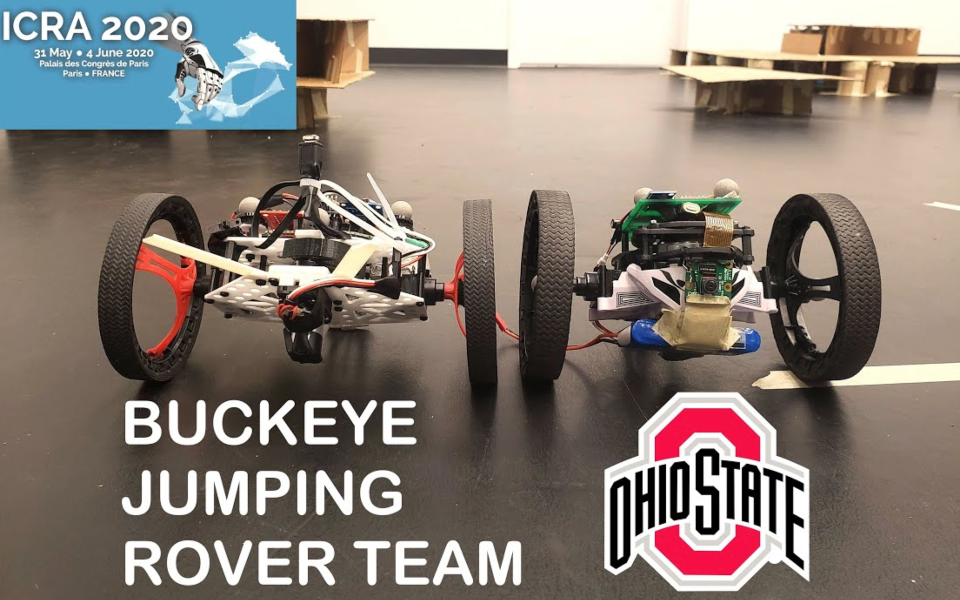 ICRA 2020
31 May • 4 June 2020
Palais des Congrès de Paris
Paris • FRANCE
BUCKEYE
JUMPING
ROVER TEAM
OHIO STATE